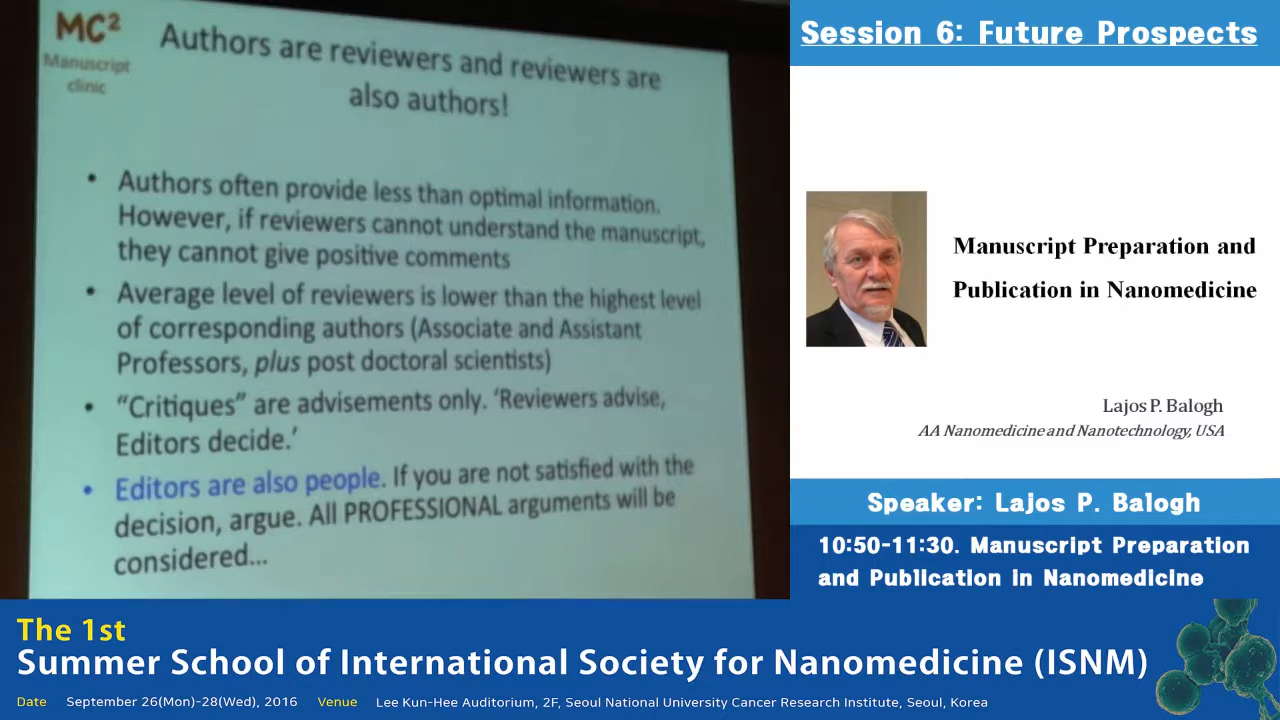 MC²
Manuscript
clinic
Authors are reviewers and reviewers are
also authors!
• Authors often provide less than optimal information.
However, if reviewers cannot understand the manuscript,
they cannot give positive comments
• Average level of reviewers is lower than the highest level
of corresponding authors (Associate and Assistant
Professors, plus post doctoral scientists)
• “Critiques” are advisements only. ‘Reviewers advise,
Editors decide.’
• Editors are also people. If you are not satisfied with the
decision, argue. All PROFESSIONAL arguments will be
considered...
Session 6: Future Prospects
Manuscript Preparation and
Publication in Nanomedicine
Lajos P. Balogh
AA Nanomedicine and Nanotechnology, USA
Speaker: Lajos P. Balogh
10:50-11:30. Manuscript Preparation
and Publication in Nanomedicine
The 1st
Summer School of International Society for Nanomedicine (ISNM)
Date September 26(Mon)-28(Wed), 2016 Venue Lee Kun-Hee Auditorium, 2F, Seoul National University Cancer Research Institute, Seoul, Korea